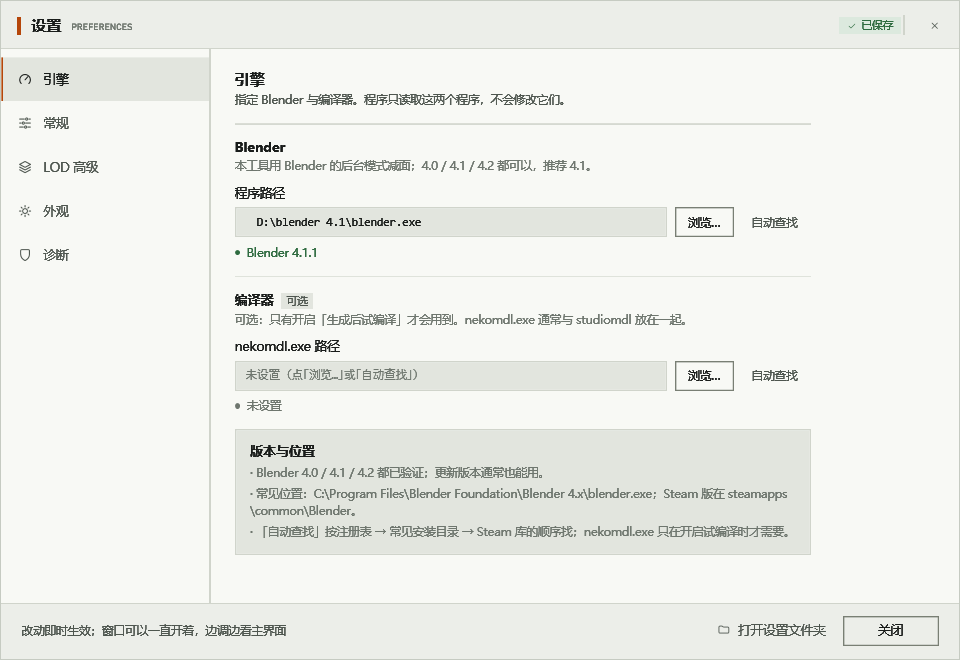 设置 PREFERENCES
✓ 已保存
×
引擎
常规
LOD 高级
外观
诊断
引擎
指定 Blender 与编译器。程序只读取这两个程序，不会修改它们。
Blender
本工具用 Blender 的后台模式减面；4.0 / 4.1 / 4.2 都可以，推荐 4.1。
程序路径
D:\blender 4.1\blender.exe
浏览...
自动查找
• Blender 4.1.1
编译器 可选
可选：只有开启「生成后试编译」才会用到。nekomdl.exe 通常与 studiomdl 放在一起。
nekomdl.exe 路径
未设置（点「浏览…」或「自动查找」）
浏览...
自动查找
• 未设置
版本与位置
· Blender 4.0 / 4.1 / 4.2 都已验证；更新版本通常也能用。
· 常见位置：C:\Program Files\Blender Foundation\Blender 4.x\blender.exe；Steam 版在 steamapps
\common\Blender。
· 「自动查找」按注册表 → 常见安装目录 → Steam 库的顺序找；nekomdl.exe 只在开启试编译时才需要。
改动即时生效；窗口可以一直开着，边调边看主界面
打开设置文件夹
关闭